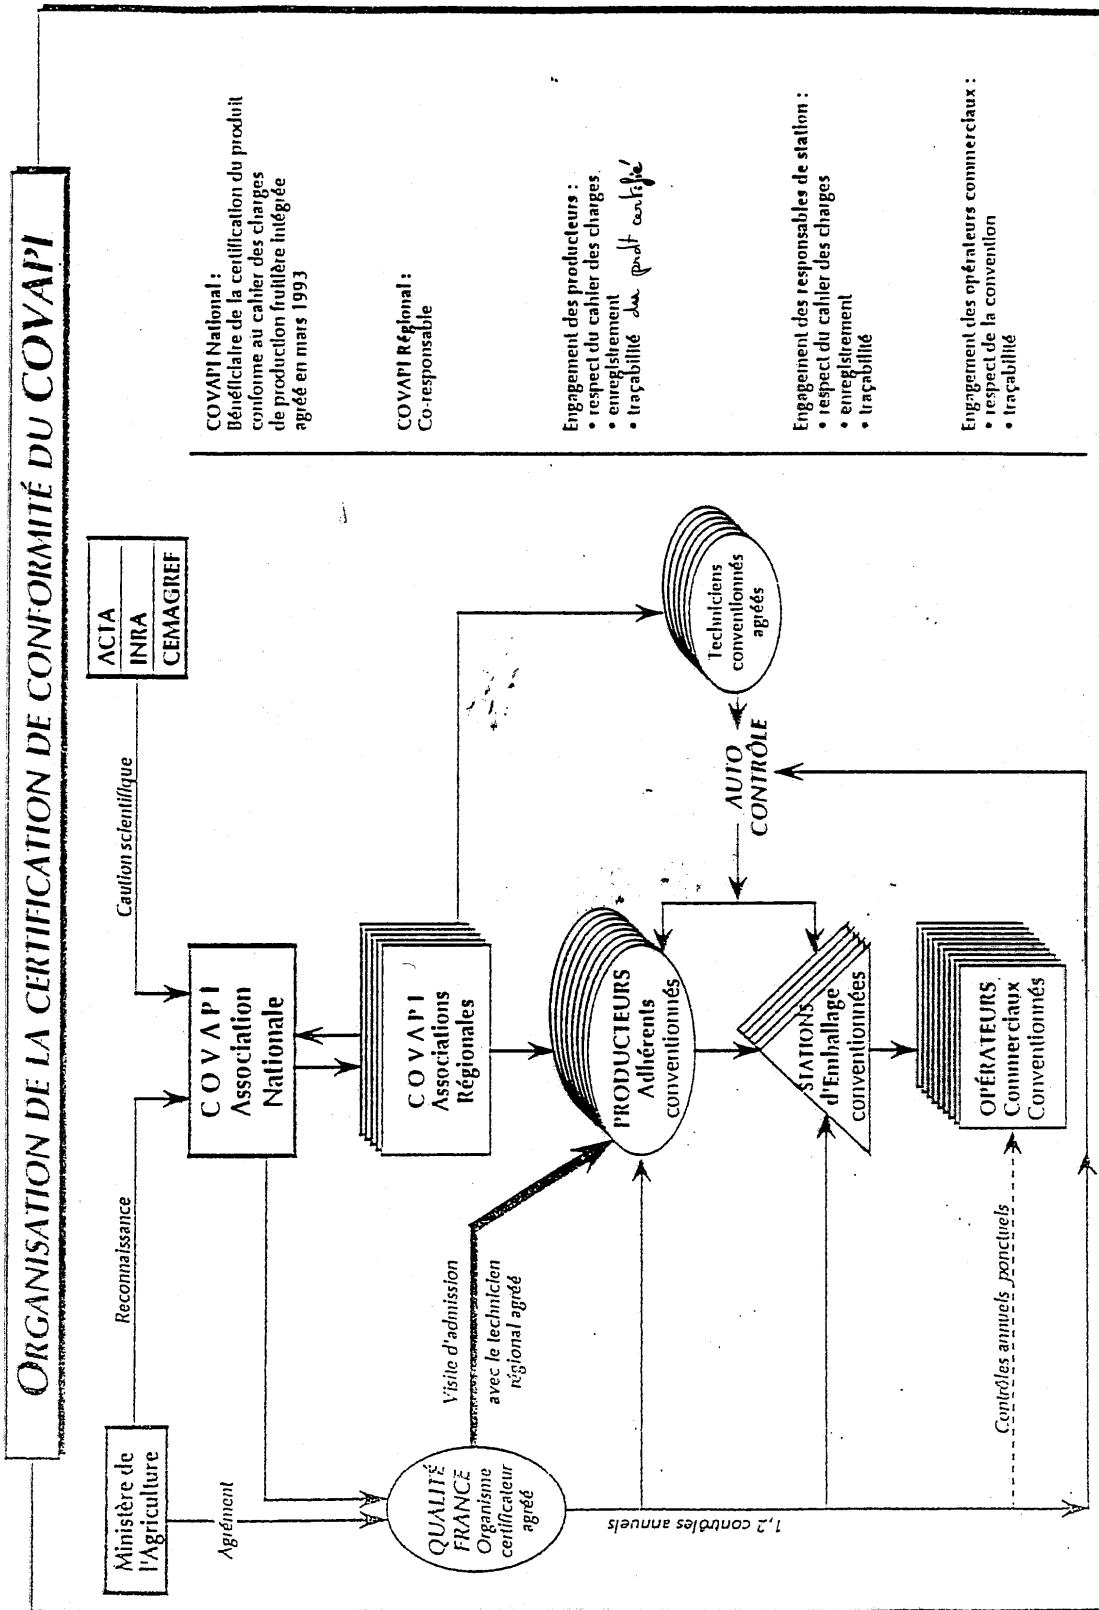 ORGANISATION DE LA CERTIFICATION DE CONFORMITÉ DU COVAPI
Ministère de
l'Agriculture
Reconnaissance
Caution scientifique
ACTA
INRA
CEMAGREF
Agrément
COVAPI
Association
Nationale
COVAPI National :
Bénéficiaire de la certification du produit
conforme au cahier des charges
de production fruitière intégrée
agréé en mars 1993
QUALITÉ
FRANCE
Organisme
certificateur
agréé
COVAPI
Associations
Régionales
COVAPI Régional :
Co-responsable
Visite d'admission
avec le technicien
régional agréé
PRODUCTEURS
Adhérents
conventionnés
Techniciens
conventionnés
agréés
Engagement des producteurs :
• respect du cahier des charges
• enregistrement
• traçabilité du prdt certifié
AUTO
CONTRÔLE
1,2 contrôles annuels
STATIONS
d'Emballage
conventionnées
Engagement des responsables de station :
• respect du cahier des charges
• enregistrement
• traçabilité
Contrôles annuels ponctuels
OPÉRATEURS
Commerciaux
Conventionnés
Engagement des opérateurs commerciaux :
• respect de la convention
• traçabilité